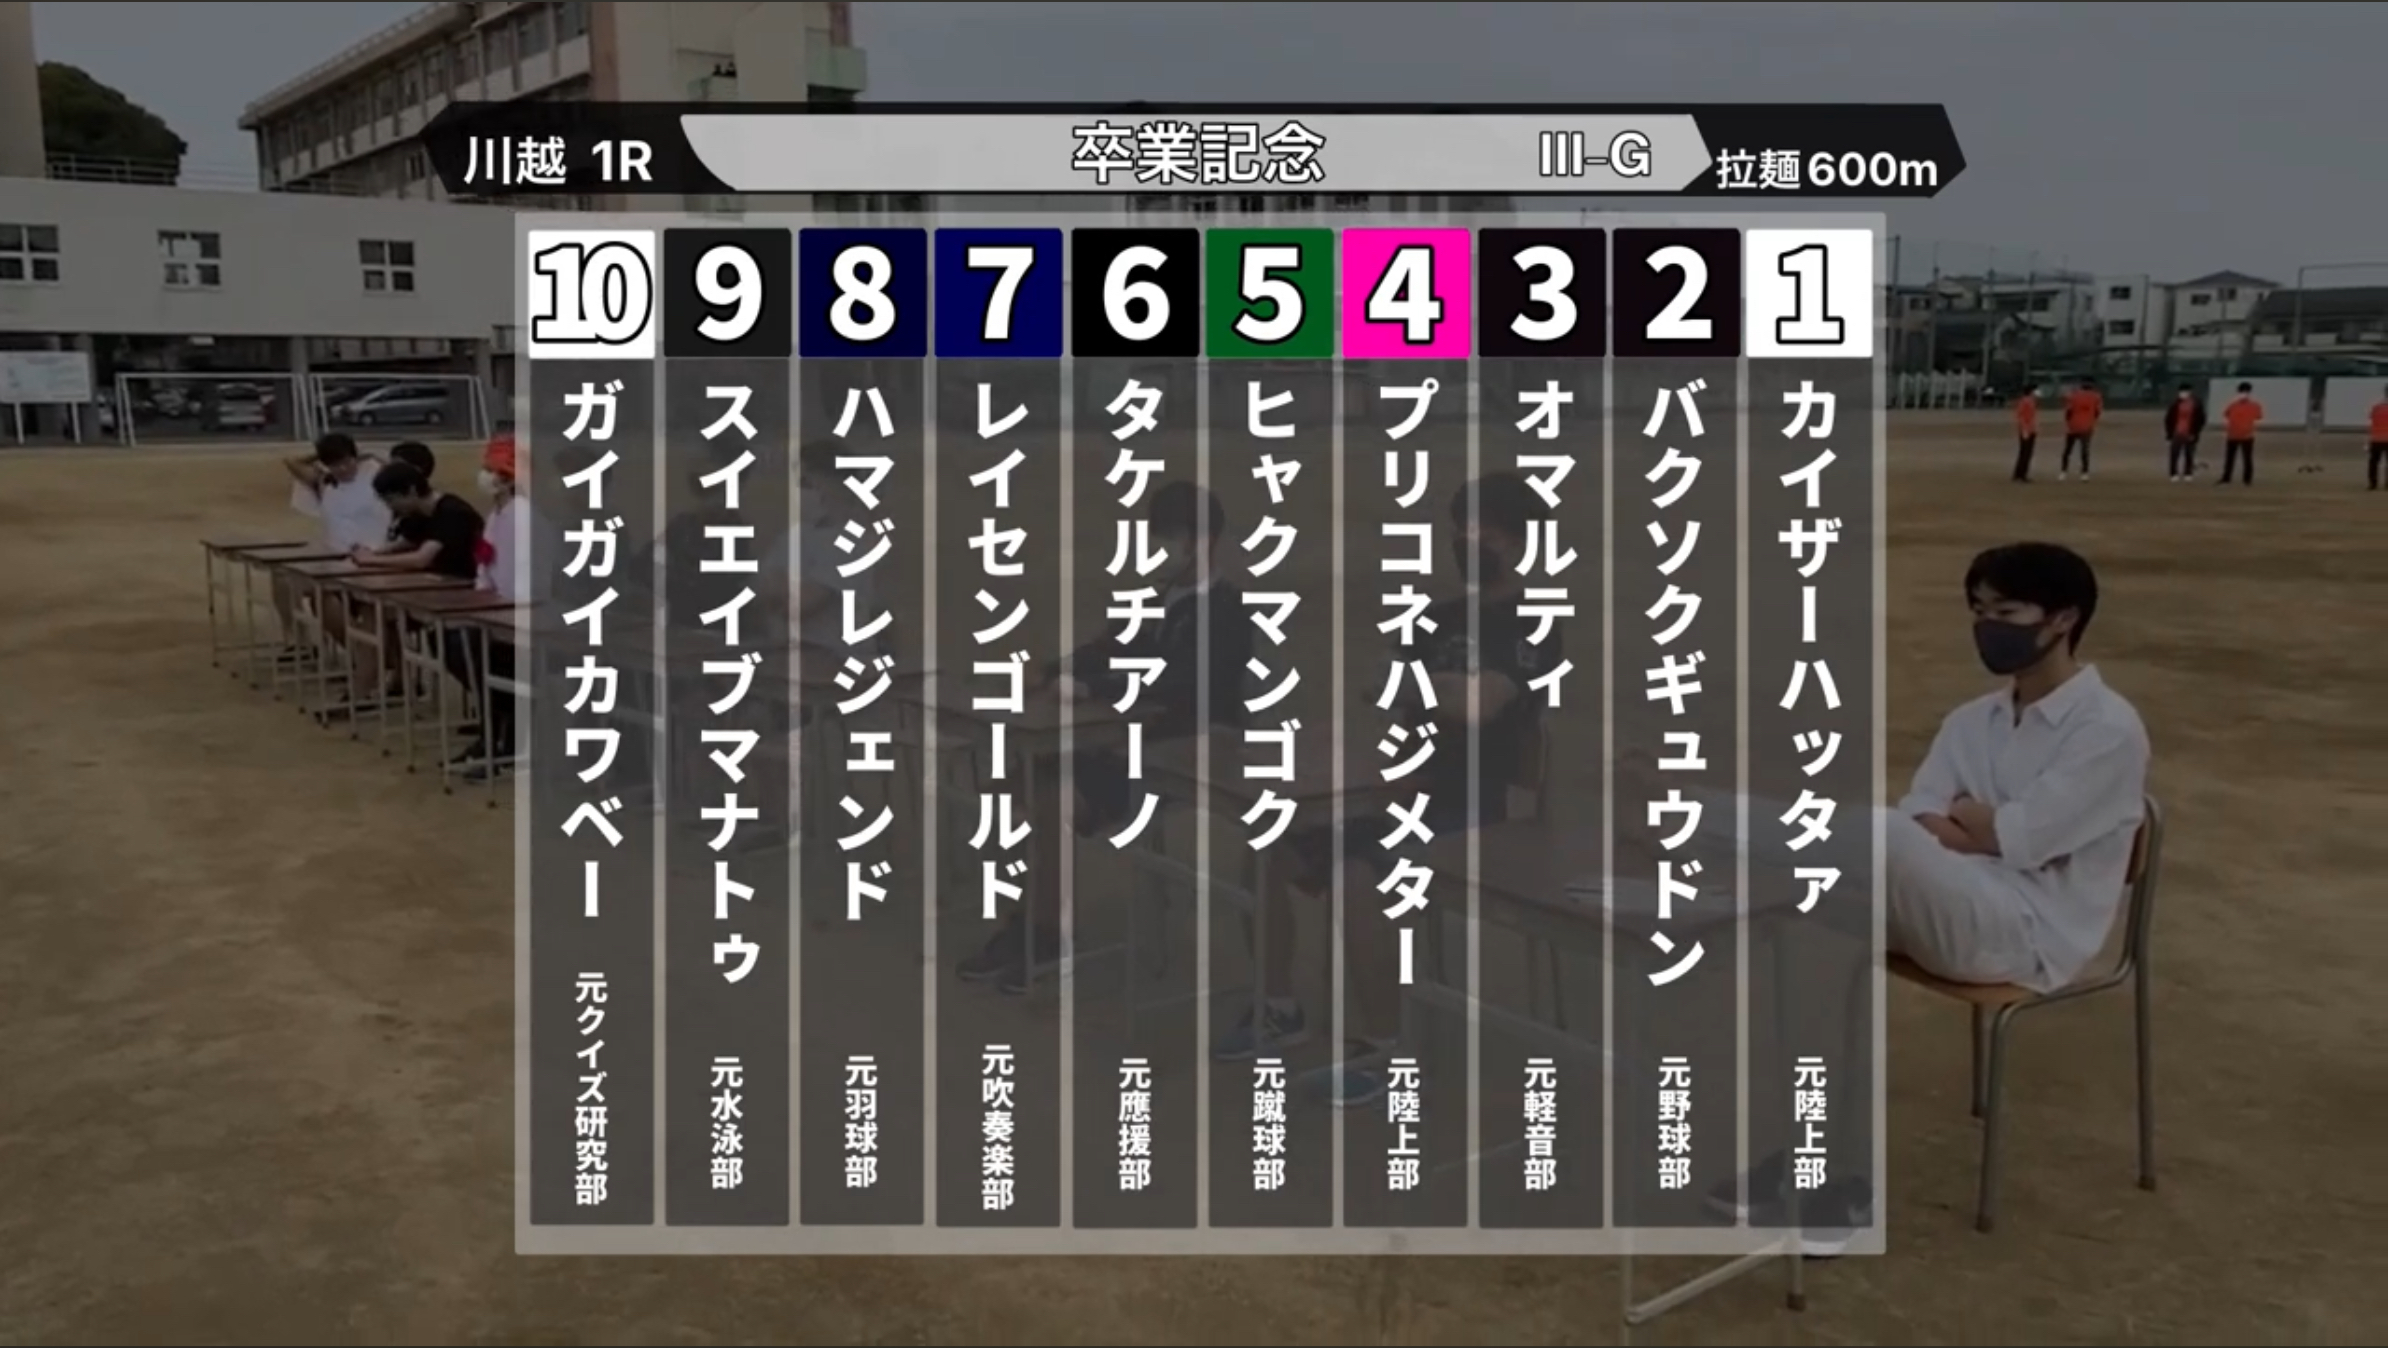 川越 1R
卒業記念
III-G
拉麺600m
1
カイザーハッタァ
元陸上部
2
バクソクギュウドン
元野球部
3
オマルティ
元軽音部
4
プリコネハジメター
元陸上部
5
ヒャクマンゴク
元蹴球部
6
タケルチアーノ
元應援部
7
レイセンゴールド
元吹奏楽部
8
ハマジレジェンド
元羽球部
9
スイエイブマナトゥ
元水泳部
10
ガイガイカワベー
元クイズ研究部